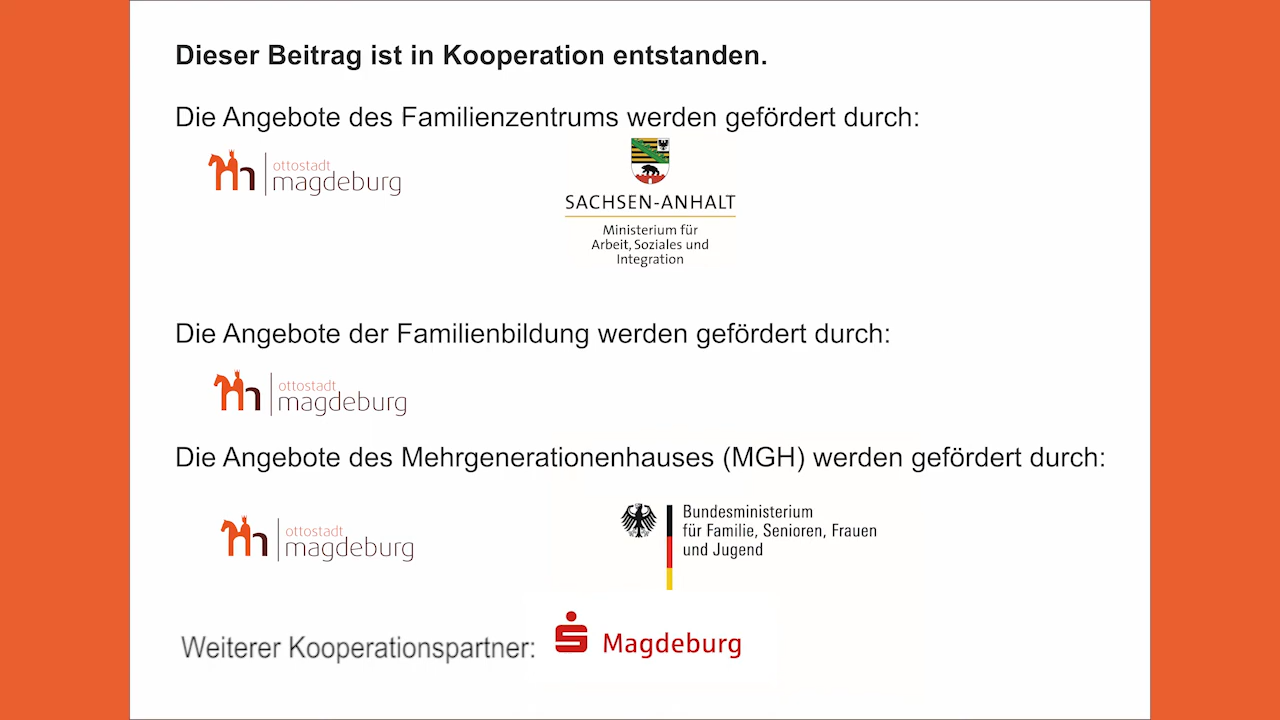 Dieser Beitrag ist in Kooperation entstanden.
Die Angebote des Familienzentrums werden gefördert durch:
ottostadt
magdeburg
SACHSEN-ANHALT
Ministerium für
Arbeit, Soziales und
Integration
Die Angebote der Familienbildung werden gefördert durch:
ottostadt
magdeburg
Die Angebote des Mehrgenerationenhauses (MGH) werden gefördert durch:
ottostadt
magdeburg
Bundesministerium
für Familie, Senioren, Frauen
und Jugend
Weiterer Kooperationspartner:
Magdeburg